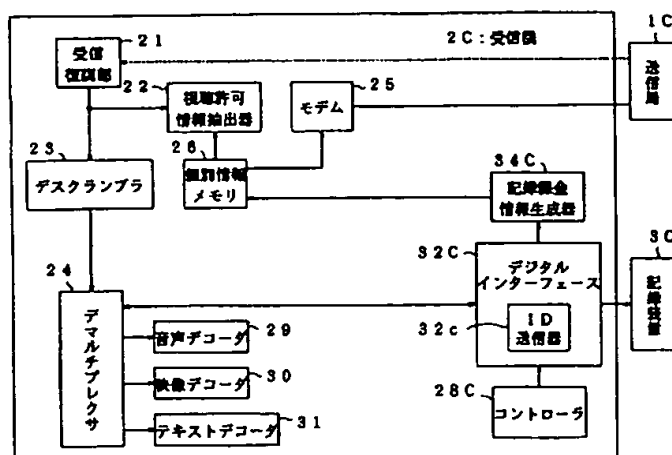 21
受信
復調部
2C:受信機
1C
送信局
22
視聴許可
情報抽出器
25
モデム
23
デスクランブラ
26
個別情報
メモリ
34C
記録課金
情報生成器
24
デマルチプレクサ
32C
デジタル
インターフェース
3C
記録装置
32c
ID
送信器
29
音声デコーダ
30
映像デコーダ
28C
コントローラ
31
テキストデコーダ